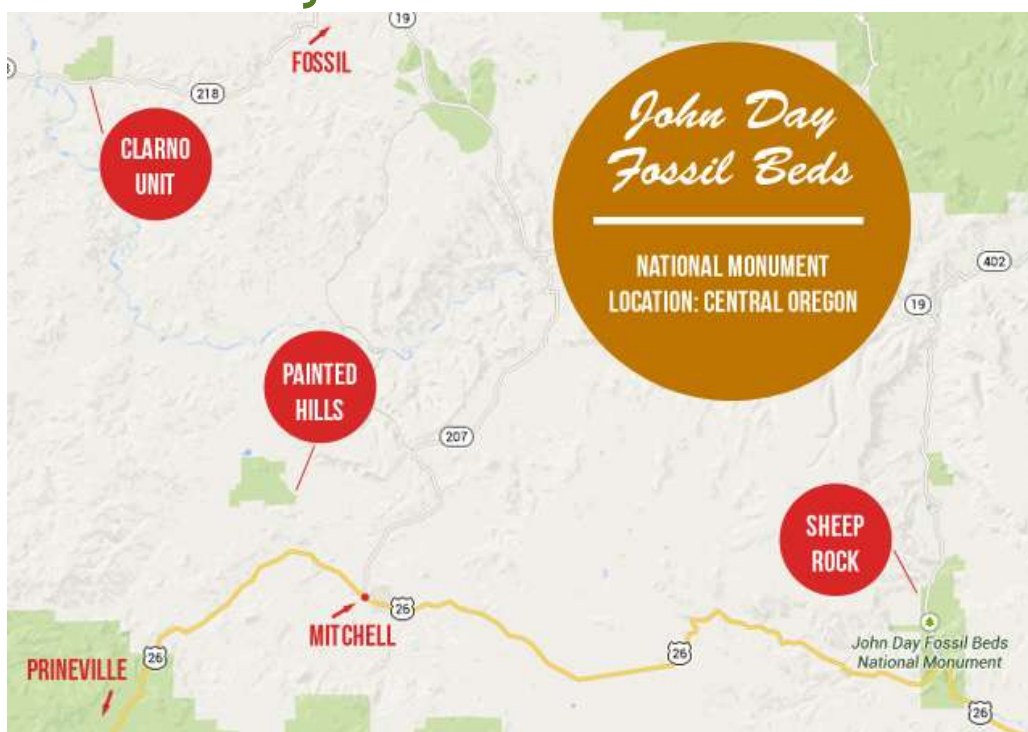 19
FOSSIL
218
CLARNO
UNIT
John Day
Fossil Beds
NATIONAL MONUMENT
LOCATION: CENTRAL OREGON
402
19
PAINTED
HILLS
207
SHEEP
ROCK
26
MITCHELL
26
John Day Fossil Beds
National Monument
26
PRINEVILLE
26